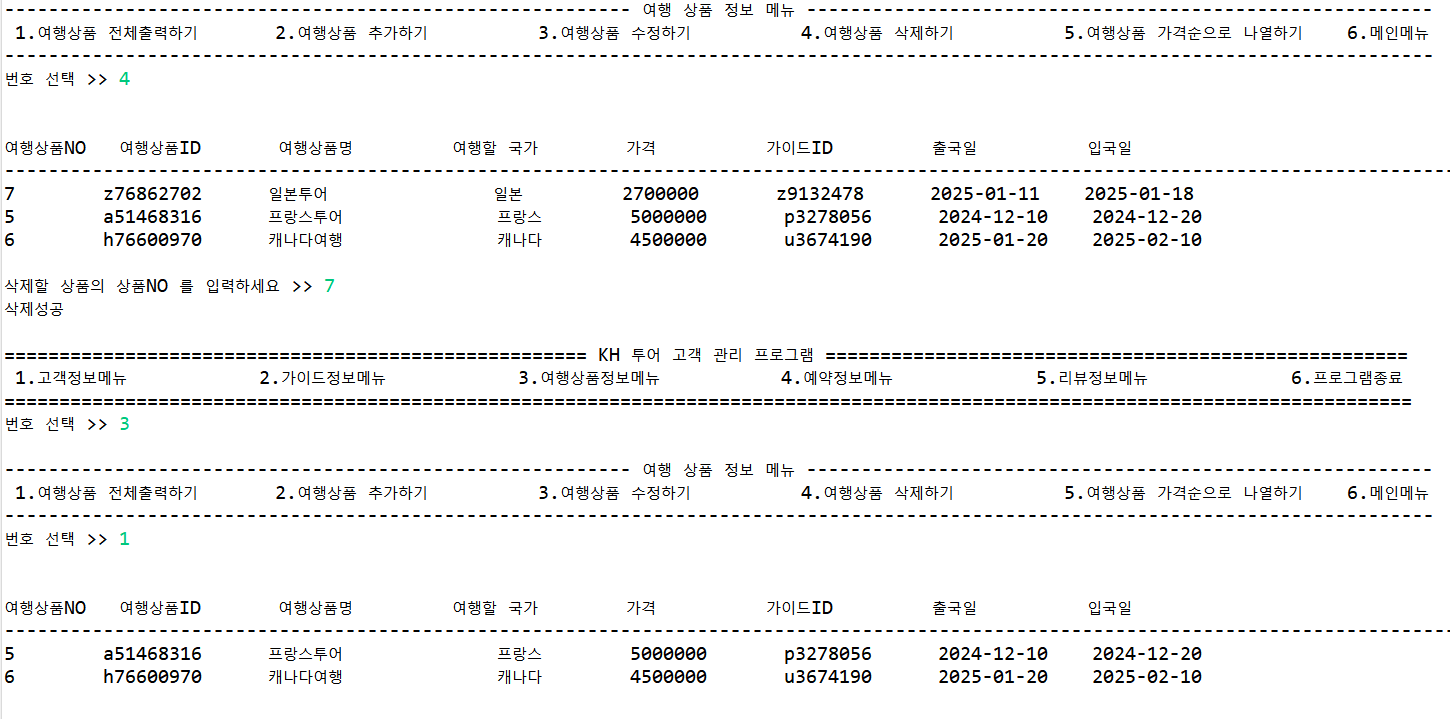 ---------------------------------------------------------- 여행 상품 정보 메뉴 ----------------------------------------------------------
1.여행상품 전체출력하기 2.여행상품 추가하기 3.여행상품 수정하기 4.여행상품 삭제하기 5.여행상품 가격순으로 나열하기 6.메인메뉴
------------------------------------------------------------------------------------------------------------------------------------
번호 선택 >> 4
여행상품NO 여행상품ID 여행상품명 여행할 국가 가격 가이드ID 출국일 입국일
------------------------------------------------------------------------------------------------------------------------------------
7 z76862702 일본투어 일본 2700000 z9132478 2025-01-11 2025-01-18
5 a51468316 프랑스투어 프랑스 5000000 p3278056 2024-12-10 2024-12-20
6 h76600970 캐나다여행 캐나다 4500000 u3674190 2025-01-20 2025-02-10
삭제할 상품의 상품NO 를 입력하세요 >> 7
삭제성공
====================================================== KH 투어 고객 관리 프로그램 ======================================================
1.고객정보메뉴 2.가이드정보메뉴 3.여행상품정보메뉴 4.예약정보메뉴 5.리뷰정보메뉴 6.프로그램종료
==================================================================================================================================
번호 선택 >> 3
---------------------------------------------------------- 여행 상품 정보 메뉴 ----------------------------------------------------------
1.여행상품 전체출력하기 2.여행상품 추가하기 3.여행상품 수정하기 4.여행상품 삭제하기 5.여행상품 가격순으로 나열하기 6.메인메뉴
------------------------------------------------------------------------------------------------------------------------------------
번호 선택 >> 1
여행상품NO 여행상품ID 여행상품명 여행할 국가 가격 가이드ID 출국일 입국일
------------------------------------------------------------------------------------------------------------------------------------
5 a51468316 프랑스투어 프랑스 5000000 p3278056 2024-12-10 2024-12-20
6 h76600970 캐나다여행 캐나다 4500000 u3674190 2025-01-20 2025-02-10